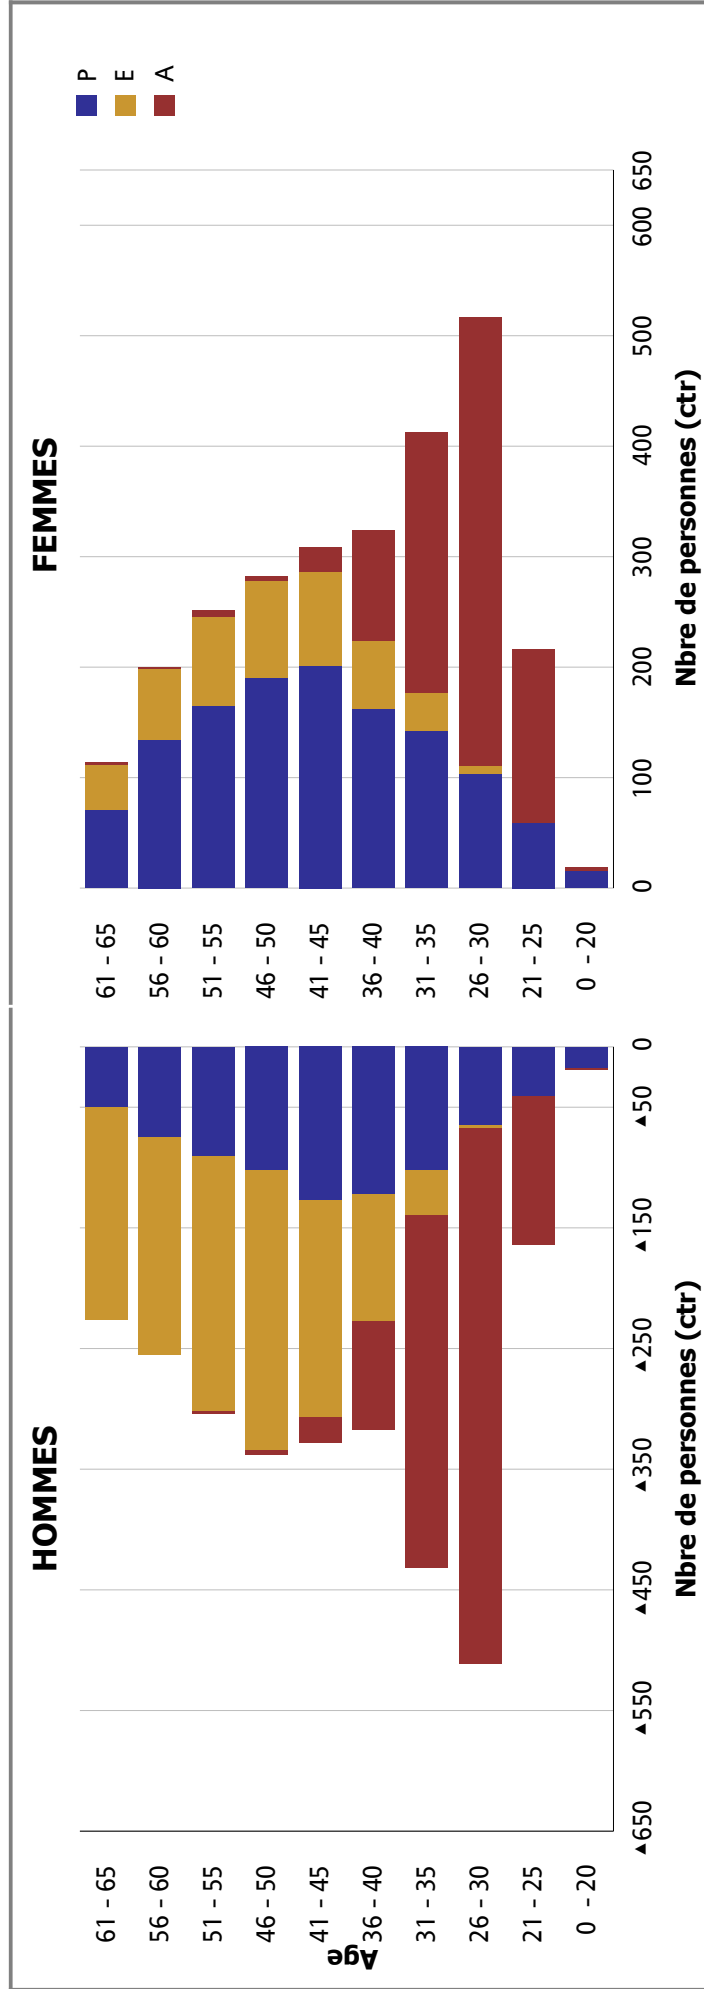 HOMMES
Age
61 - 65
56 - 60
51 - 55
46 - 50
41 - 45
36 - 40
31 - 35
26 - 30
21 - 25
0 - 20
▲650 ▲550 ▲450 ▲350 ▲250 ▲150 ▲50 0
Nbre de personnes (ctr)
FEMMES
61 - 65
56 - 60
51 - 55
46 - 50
41 - 45
36 - 40
31 - 35
26 - 30
21 - 25
0 - 20
0 100 200 300 400 500 600 650
Nbre de personnes (ctr)
P
E
A